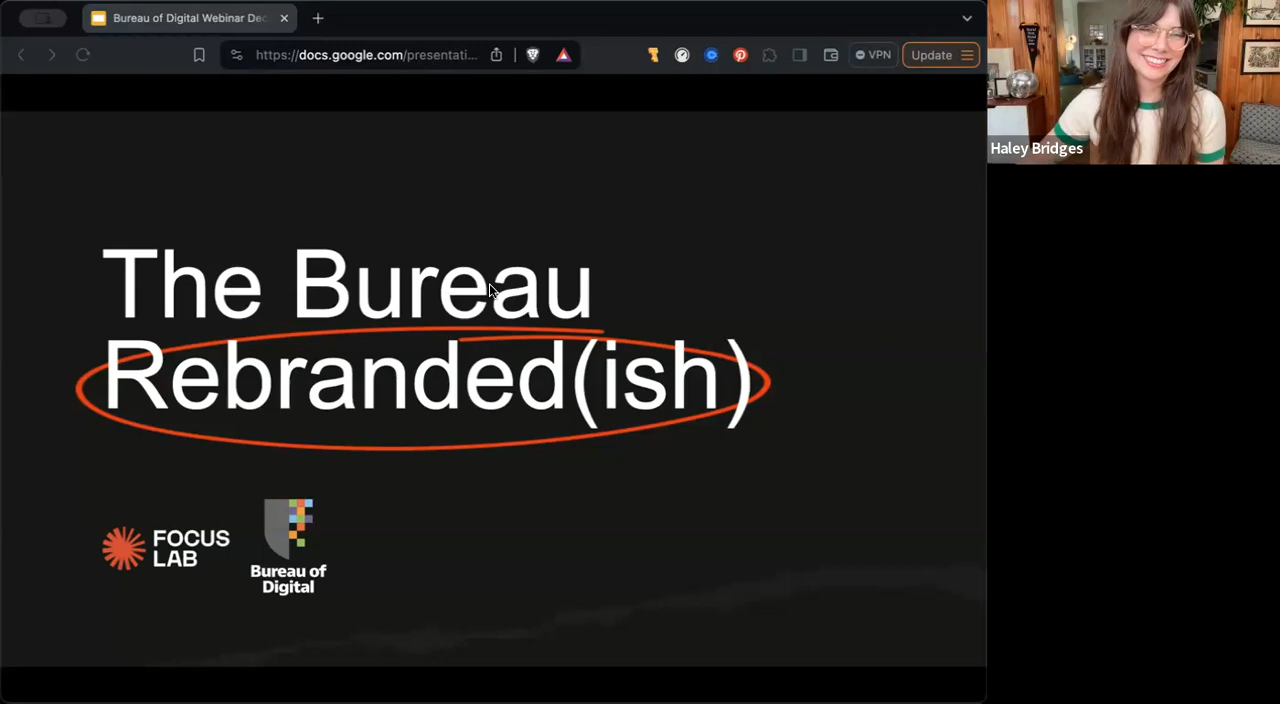 Bureau of Digital Webinar Dec
https://docs.google.com/presentati...
VPN
Update
Haley Bridges
The Bureau
Rebranded(ish)
FOCUS
LAB
Bureau of
Digital